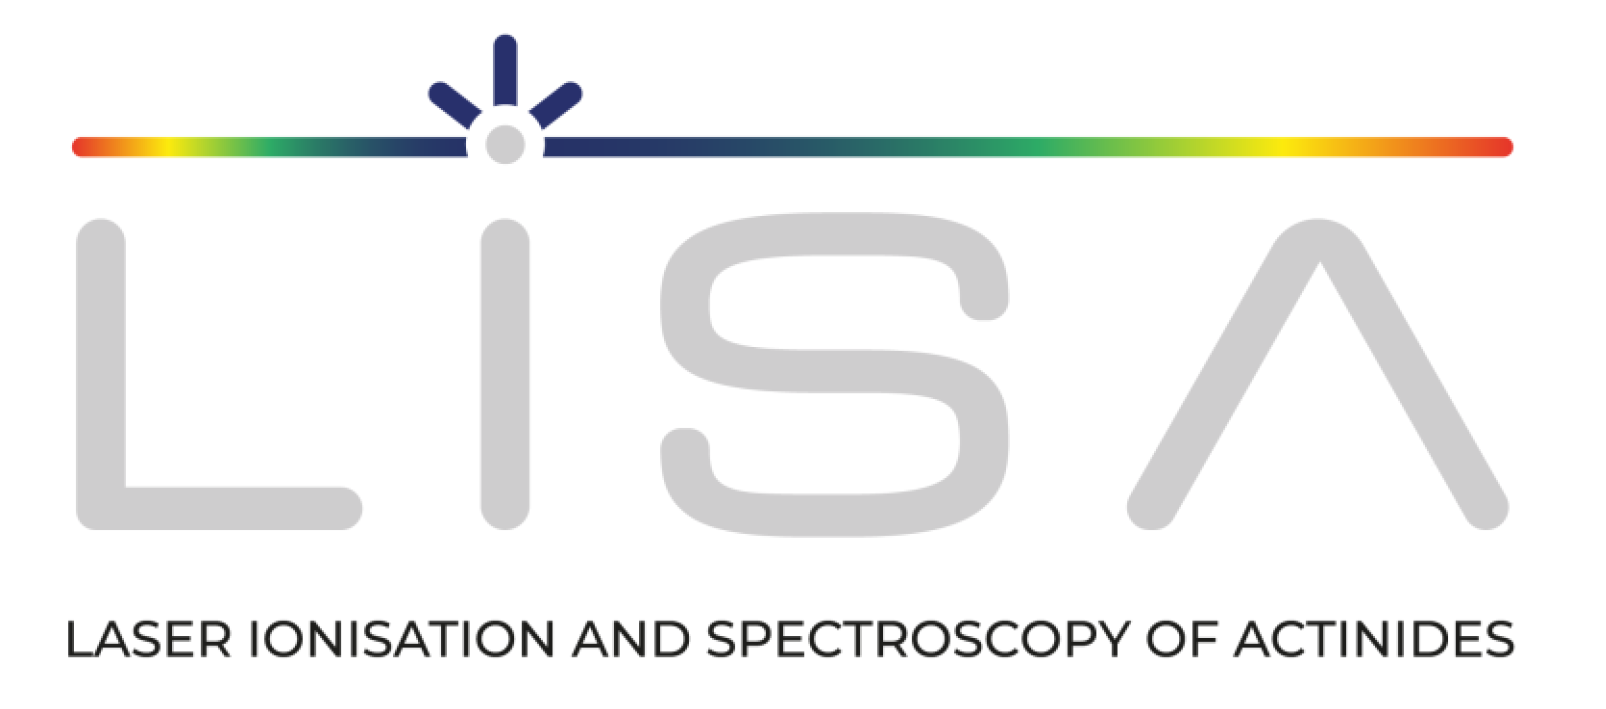 LISA
LASER IONISATION AND SPECTROSCOPY OF ACTINIDES